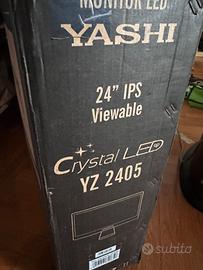 MONITOR LED
YASHI
24" IPS
Viewable
Crystal LED
YZ 2405
subito